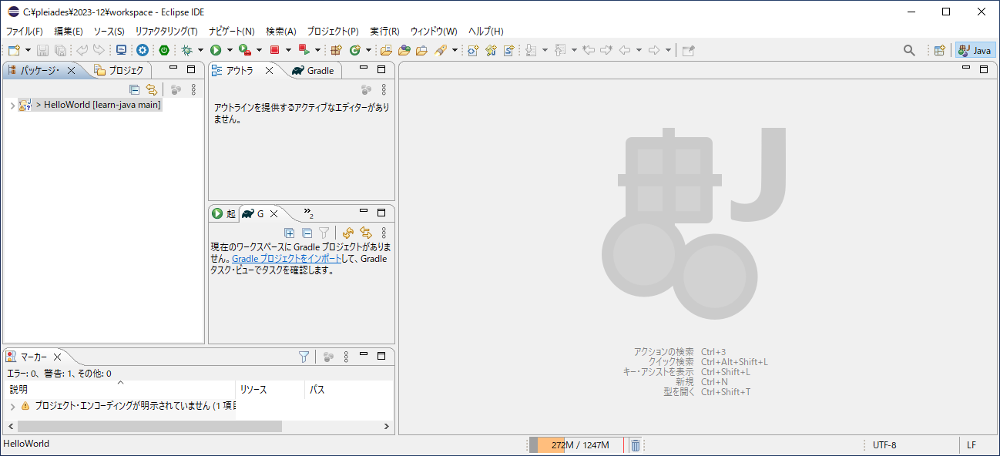 C:¥pleiades¥2023-12¥workspace - Eclipse IDE
ファイル(F) 編集(E) ソース(S) リファクタリング(T) ナビゲート(N) 検索(A) プロジェクト(P) 実行(R) ウィンドウ(W) ヘルプ(H)
Java
パッケージ・ プロジェク
> HelloWorld [learn-java main]
アウトラ Gradle
アウトラインを提供するアクティブなエディターがあり
ません。
起 G »2
現在のワークスペースに Gradle プロジェクトがありま
せん。Gradle プロジェクトをインポートして、Gradle
タスク・ビューでタスクを確認します。
マーカー
エラー: 0、警告: 1、その他: 0
説明 リソース パス
プロジェクト・エンコーディングが明示されていません (1 項目
J
アクションの検索 Ctrl+3
クイック検索 Ctrl+Alt+Shift+L
キー・アシストを表示 Ctrl+Shift+L
新規 Ctrl+N
型を開く Ctrl+Shift+T
HelloWorld 272M / 1247M UTF-8 LF